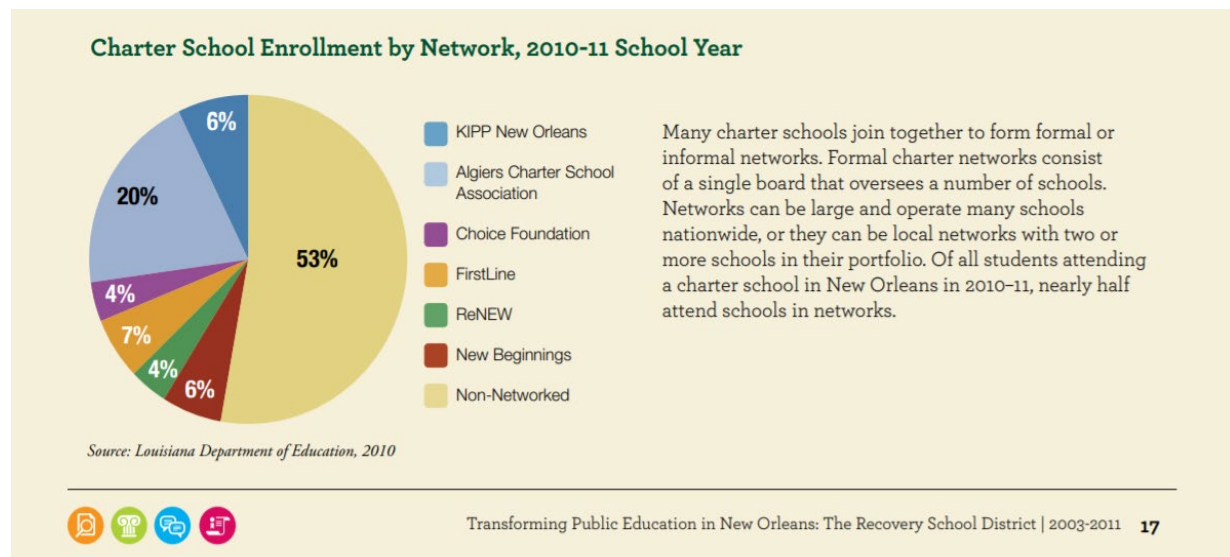 Charter School Enrollment by Network, 2010-11 School Year
6%
20%
53%
4%
7%
4%
6%
KIPP New Orleans
Algiers Charter School
Association
Choice Foundation
FirstLine
ReNEW
New Beginnings
Non-Networked
Many charter schools join together to form formal or
informal networks. Formal charter networks consist
of a single board that oversees a number of schools.
Networks can be large and operate many schools
nationwide, or they can be local networks with two or
more schools in their portfolio. Of all students attending
a charter school in New Orleans in 2010–11, nearly half
attend schools in networks.
Source: Louisiana Department of Education, 2010
Transforming Public Education in New Orleans: The Recovery School District | 2003-2011 17